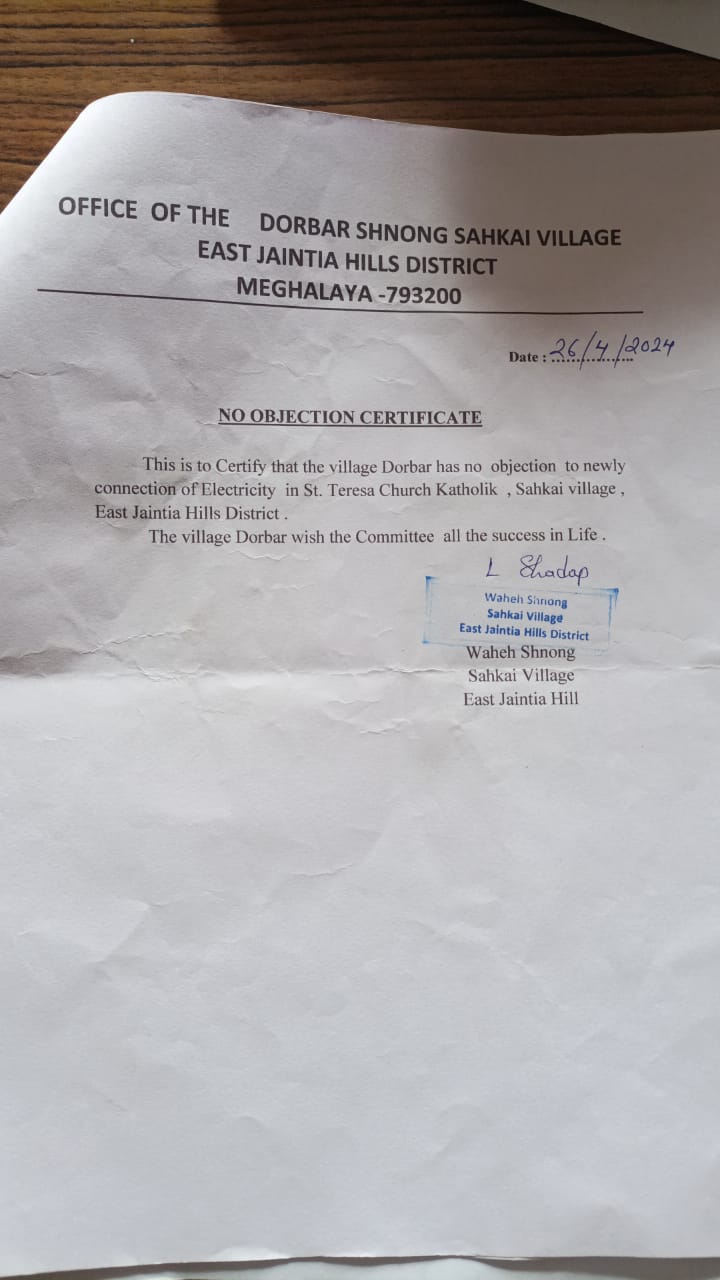 OFFICE OF THE DORBAR SHNONG SAHKAI VILLAGE
EAST JAINTIA HILLS DISTRICT
MEGHALAYA -793200
Date : 26/4/2024
NO OBJECTION CERTIFICATE
This is to Certify that the village Dorbar has no objection to newly
connection of Electricity in St. Teresa Church Katholik , Sahkai village ,
East Jaintia Hills District .
The village Dorbar wish the Committee all the success in Life .
L Shadap
Waheh Shnong
Sahkai Village
East Jaintia Hills District
Waheh Shnong
Sahkai Village
East Jaintia Hill